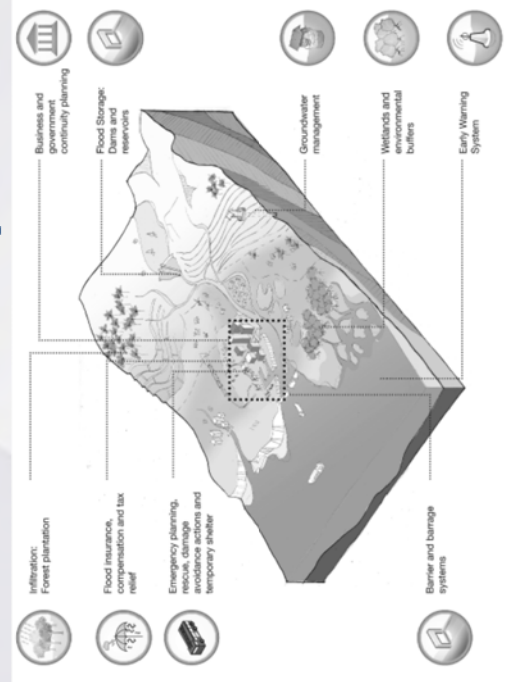 Infiltration:
Forest plantation
Flood insurance,
compensation and tax
relief
Emergency planning,
rescue, damage
avoidance actions and
temporary shelter
Barrier and barrage
systems
Business and
government
continuity planning
Flood Storage:
Dams and
reservoirs
Groundwater
management
Wetlands and
environmental
buffers
Early Warning
System